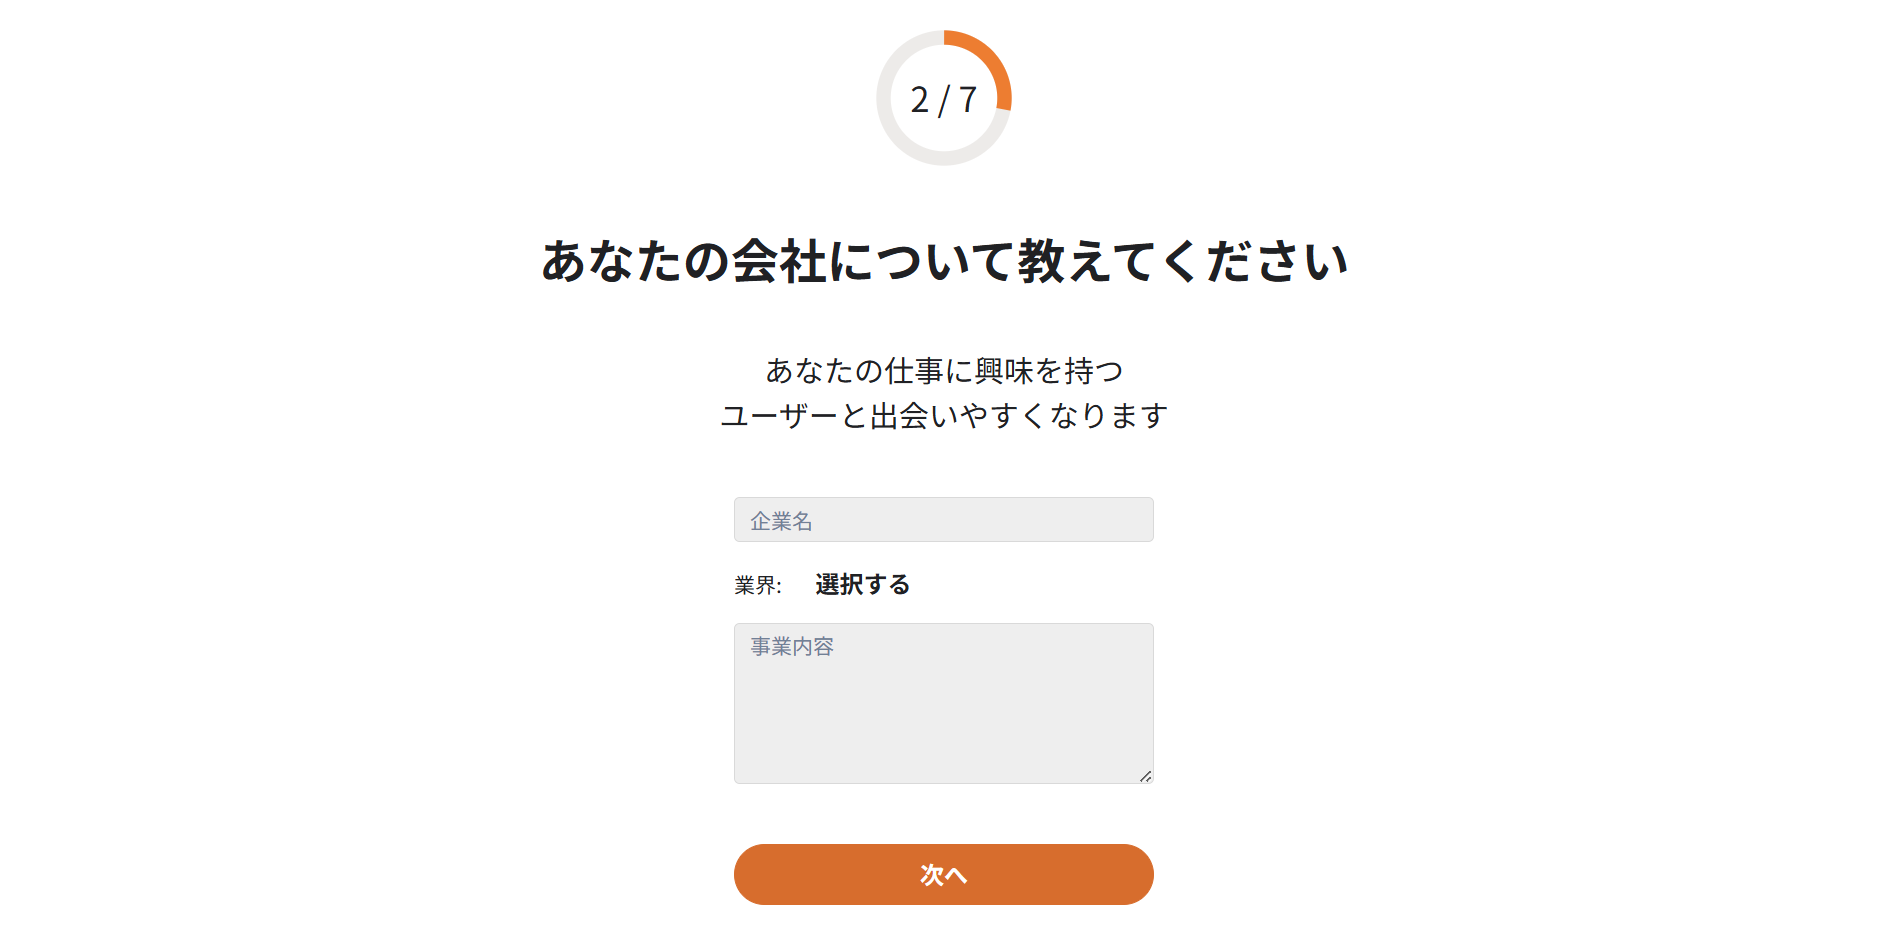 2 / 7
あなたの会社について教えてください
あなたの仕事に興味を持つ
ユーザーと出会いやすくなります
企業名
業界: 選択する
事業内容
次へ